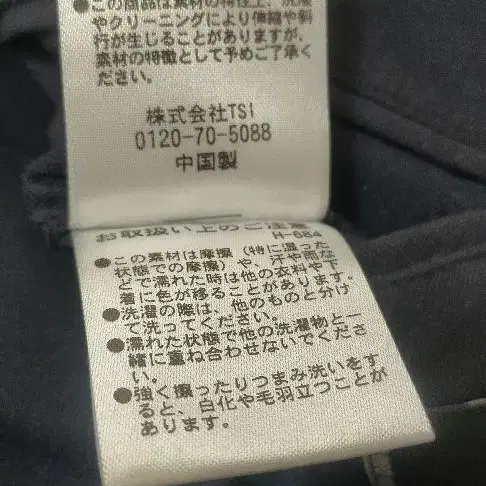 ●この商品は素材の特性上、洗濯
やクリーニングにより伸縮や斜
行が生じることがありますが、
素材の特徴として予めご了承く
ださい。
株式会社TSI
0120-70-5088
中国製
お取扱い上のご注意
H-684
●この素材は摩擦（特に湿った
状態での摩擦）や、汗や雨な
どで濡れた時は他の衣料や下
着に色が移ることがあります。
●洗濯の際は、他のものと分け
て洗ってください。
●濡れた状態で他の洗濯物と一
緒に重ね合わせないでくださ
い。
●強く擦ったりつまみ洗いをす
ると、白化や毛羽立つことが
あります。